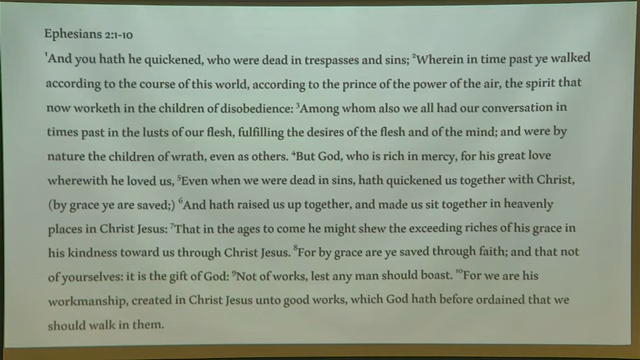 Ephesians 2:1-10
¹And you hath he quickened, who were dead in trespasses and sins; ²Wherein in time past ye walked
according to the course of this world, according to the prince of the power of the air, the spirit that
now worketh in the children of disobedience: ³Among whom also we all had our conversation in
times past in the lusts of our flesh, fulfilling the desires of the flesh and of the mind; and were by
nature the children of wrath, even as others. ⁴But God, who is rich in mercy, for his great love
wherewith he loved us, ⁵Even when we were dead in sins, hath quickened us together with Christ,
(by grace ye are saved;) ⁶And hath raised us up together, and made us sit together in heavenly
places in Christ Jesus: ⁷That in the ages to come he might shew the exceeding riches of his grace in
his kindness toward us through Christ Jesus. ⁸For by grace are ye saved through faith; and that not
of yourselves: it is the gift of God: ⁹Not of works, lest any man should boast. ¹⁰For we are his
workmanship, created in Christ Jesus unto good works, which God hath before ordained that we
should walk in them.